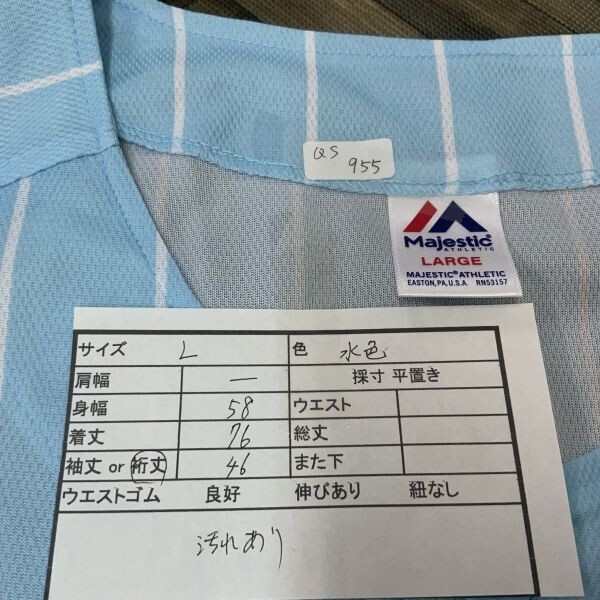 QS
955
Majestic
ATHLETIC
LARGE
MAJESTIC® ATHLETIC
EASTON, PA, U.S.A. RN53157
サイズ L 色 水色
肩幅 — 採寸 平置き
身幅 58 ウエスト
着丈 76 総丈
袖丈 or 裄丈 46 また下
ウエストゴム 良好 伸びあり 紐なし
汚れあり